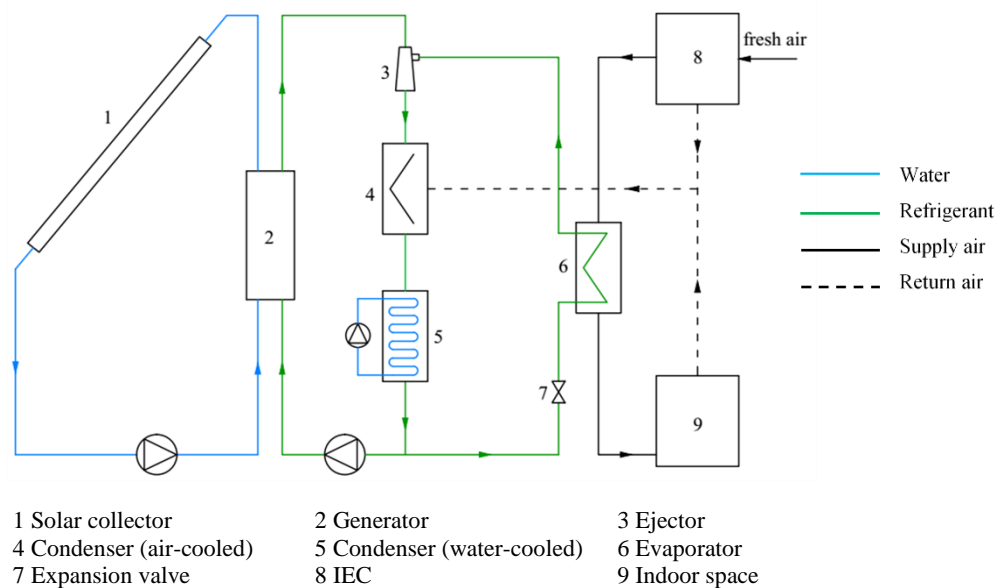 fresh air
8
3
1
4
2
6
5
7
9
Water
Refrigerant
Supply air
Return air
1 Solar collector 2 Generator 3 Ejector
4 Condenser (air-cooled) 5 Condenser (water-cooled) 6 Evaporator
7 Expansion valve 8 IEC 9 Indoor space